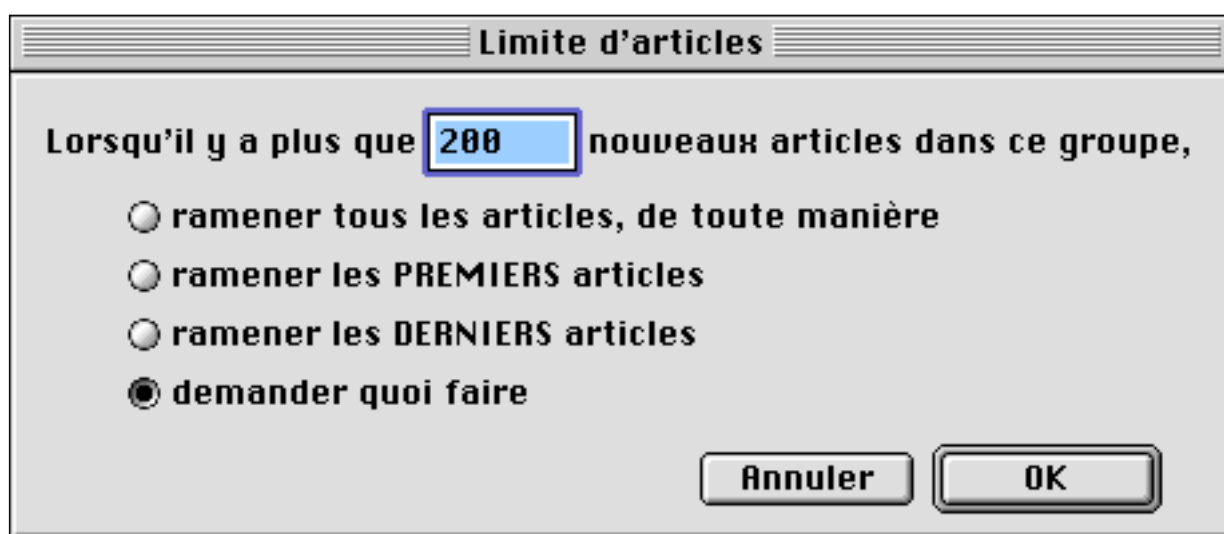 Limite d'articles
Lorsqu'il y a plus que 200 nouveaux articles dans ce groupe,
ramener tous les articles, de toute manière
ramener les PREMIERS articles
ramener les DERNIERS articles
demander quoi faire
Annuler OK